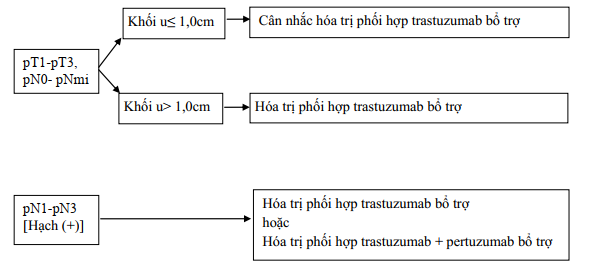 Khối u≤ 1,0cm
Cân nhắc hóa trị phối hợp trastuzumab bổ trợ
pT1-pT3,
pN0- pNmi
Khối u> 1,0cm
Hóa trị phối hợp trastuzumab bổ trợ
pN1-pN3
[Hạch (+)]
Hóa trị phối hợp trastuzumab bổ trợ
hoặc
Hóa trị phối hợp trastuzumab + pertuzumab bổ trợ